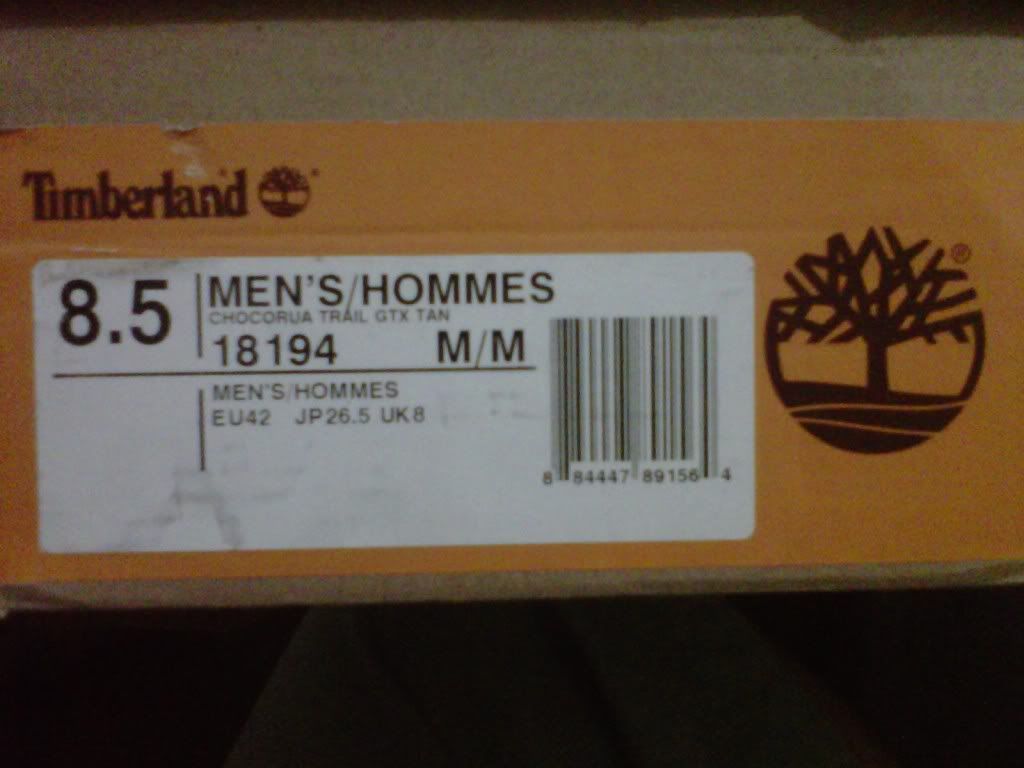 Timberland
8.5
MEN'S/HOMMES
CHOCORUA TRAIL GTX TAN
18194 M/M
MEN'S/HOMMES
EU42 JP26.5 UK8
8 84447 89156 4
®